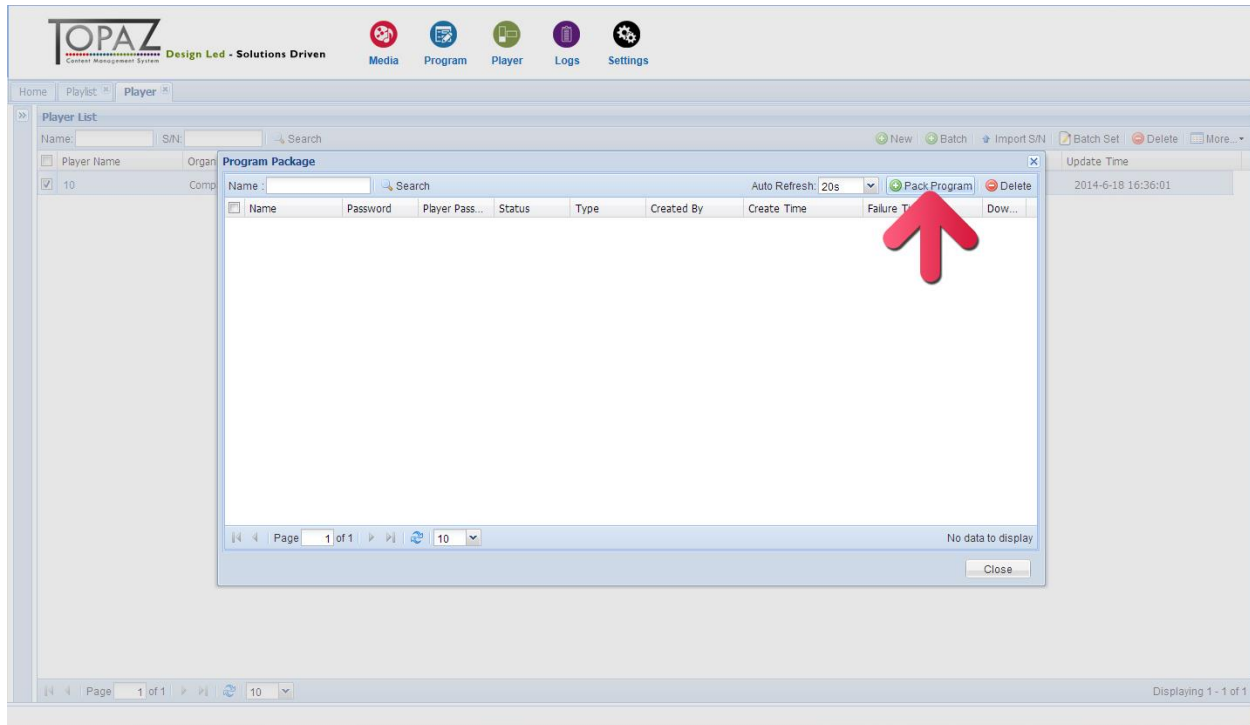 TOPAZ
Content Management System
Design Led - Solutions Driven
Media Program Player Logs Settings
Home Playlist Player
Player List
Name: S/N: Search New Batch Import S/N Batch Set Delete More...
Player Name Organ Update Time
10 Comp 2014-6-18 16:36:01
Program Package
Name : Search Auto Refresh: 20s Pack Program Delete
Name Password Player Pass... Status Type Created By Create Time Failure T Dow...
Page 1 of 1 10 No data to display
Close
Page 1 of 1 10 Displaying 1 - 1 of 1